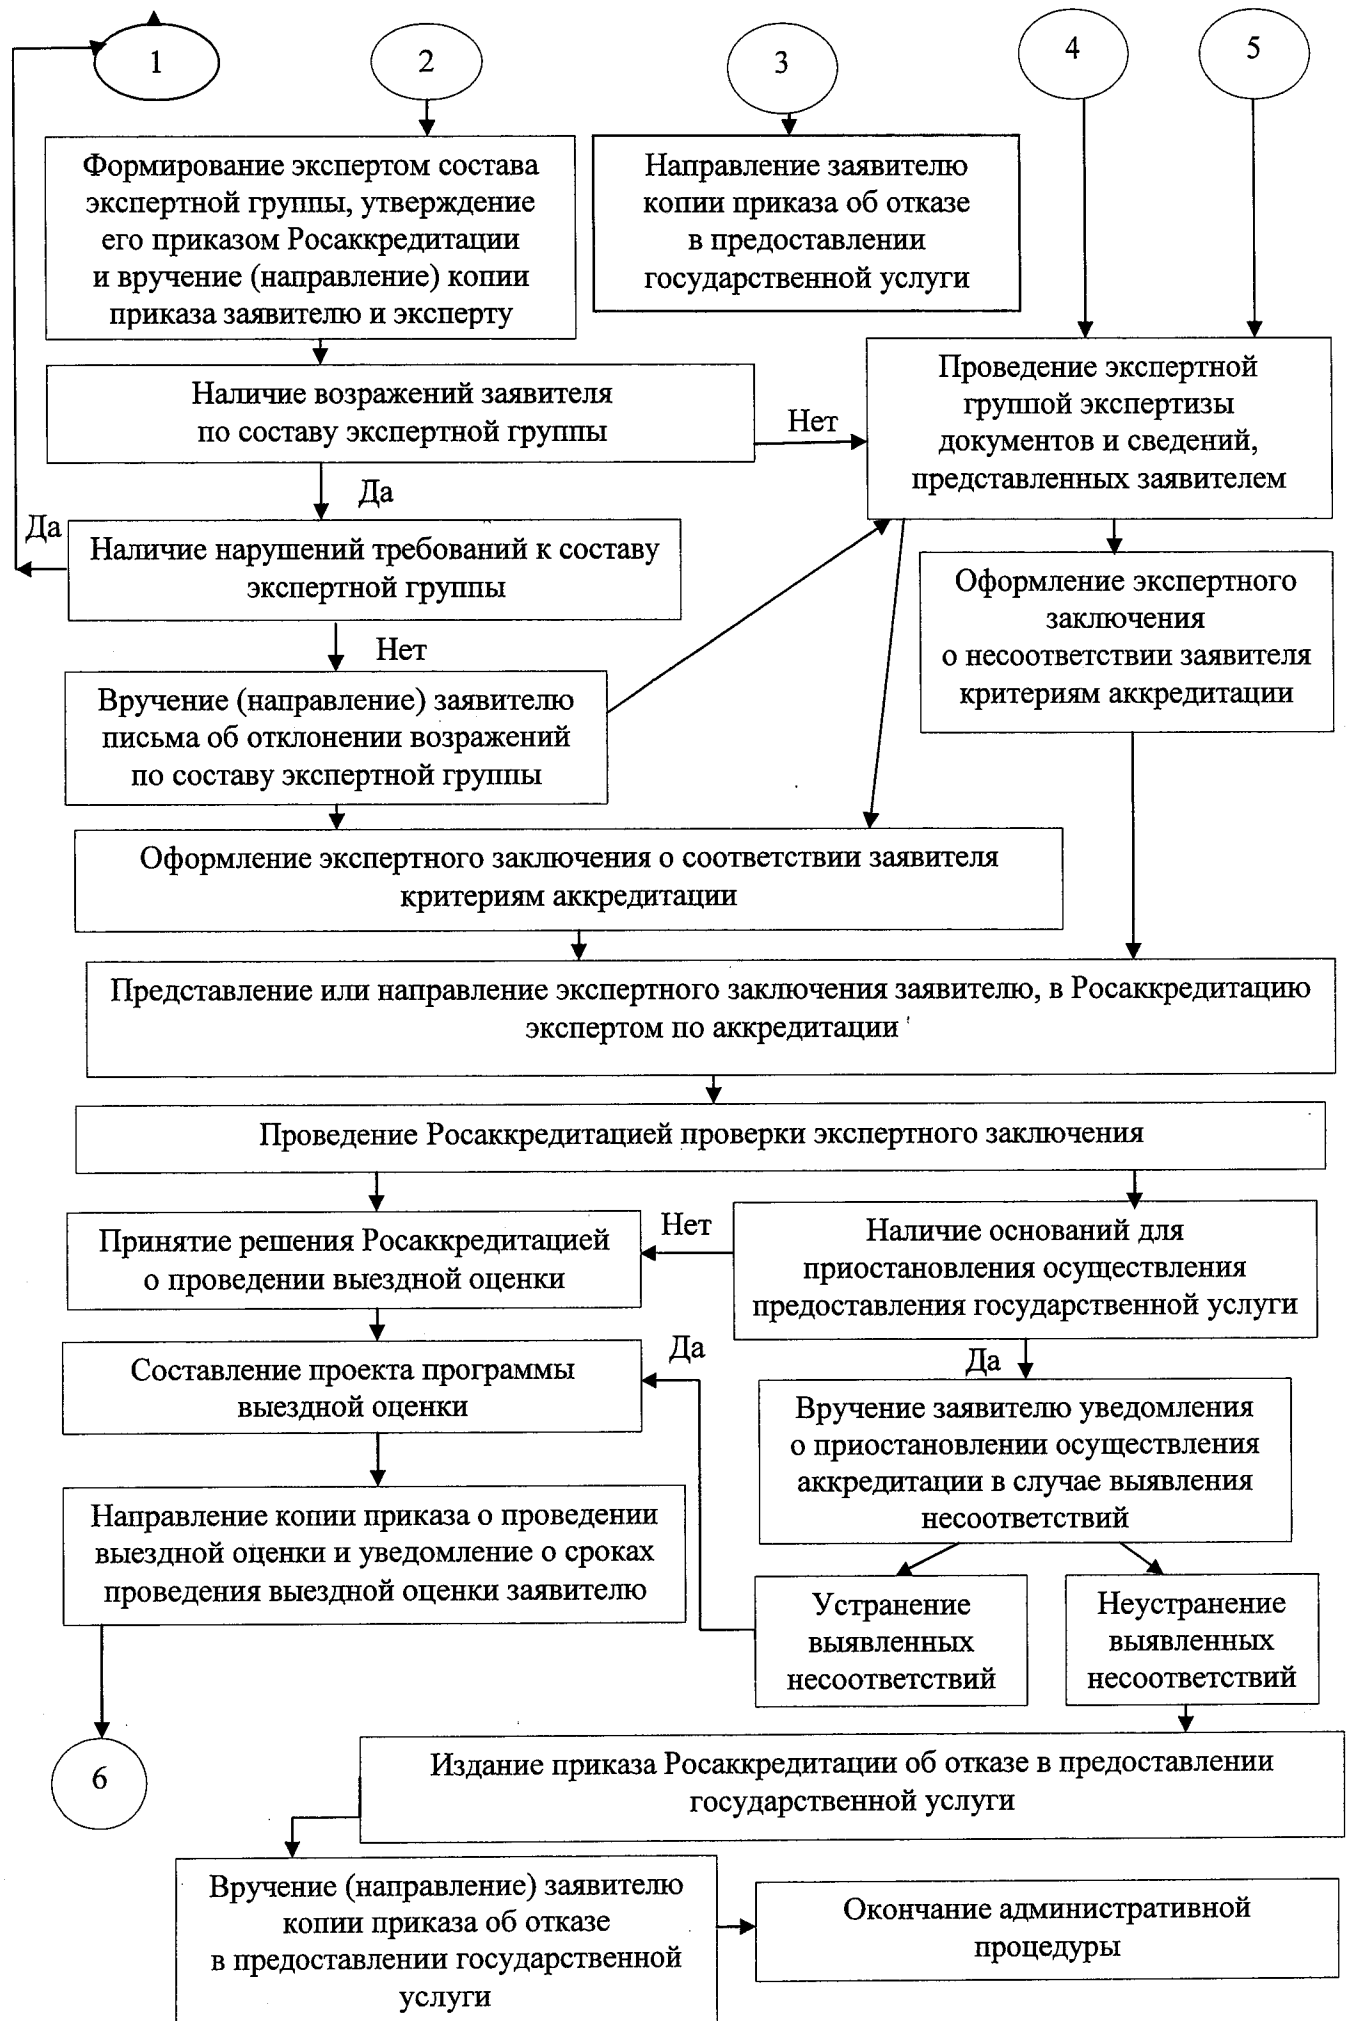 1
2
3
4
5
Формирование экспертом состава
экспертной группы, утверждение
его приказом Росаккредитации
и вручение (направление) копии
приказа заявителю и эксперту
Направление заявителю
копии приказа об отказе
в предоставлении
государственной услуги
Наличие возражений заявителя
по составу экспертной группы
Нет
Проведение экспертной
группой экспертизы
документов и сведений,
представленных заявителем
Да
Да
Наличие нарушений требований к составу
экспертной группы
Оформление экспертного
заключения
о несоответствии заявителя
критериям аккредитации
Нет
Вручение (направление) заявителю
письма об отклонении возражений
по составу экспертной группы
Оформление экспертного заключения о соответствии заявителя
критериям аккредитации
Представление или направление экспертного заключения заявителю, в Росаккредитацию
экспертом по аккредитации
Проведение Росаккредитацией проверки экспертного заключения
Принятие решения Росаккредитацией
о проведении выездной оценки
Нет
Наличие оснований для
приостановления осуществления
предоставления государственной услуги
Составление проекта программы
выездной оценки
Да
Да
Вручение заявителю уведомления
о приостановлении осуществления
аккредитации в случае выявления
несоответствий
Направление копии приказа о проведении
выездной оценки и уведомление о сроках
проведения выездной оценки заявителю
Устранение
выявленных
несоответствий
Неустранение
выявленных
несоответствий
6
Издание приказа Росаккредитации об отказе в предоставлении
государственной услуги
Вручение (направление) заявителю
копии приказа об отказе
в предоставлении государственной
услуги
Окончание административной
процедуры